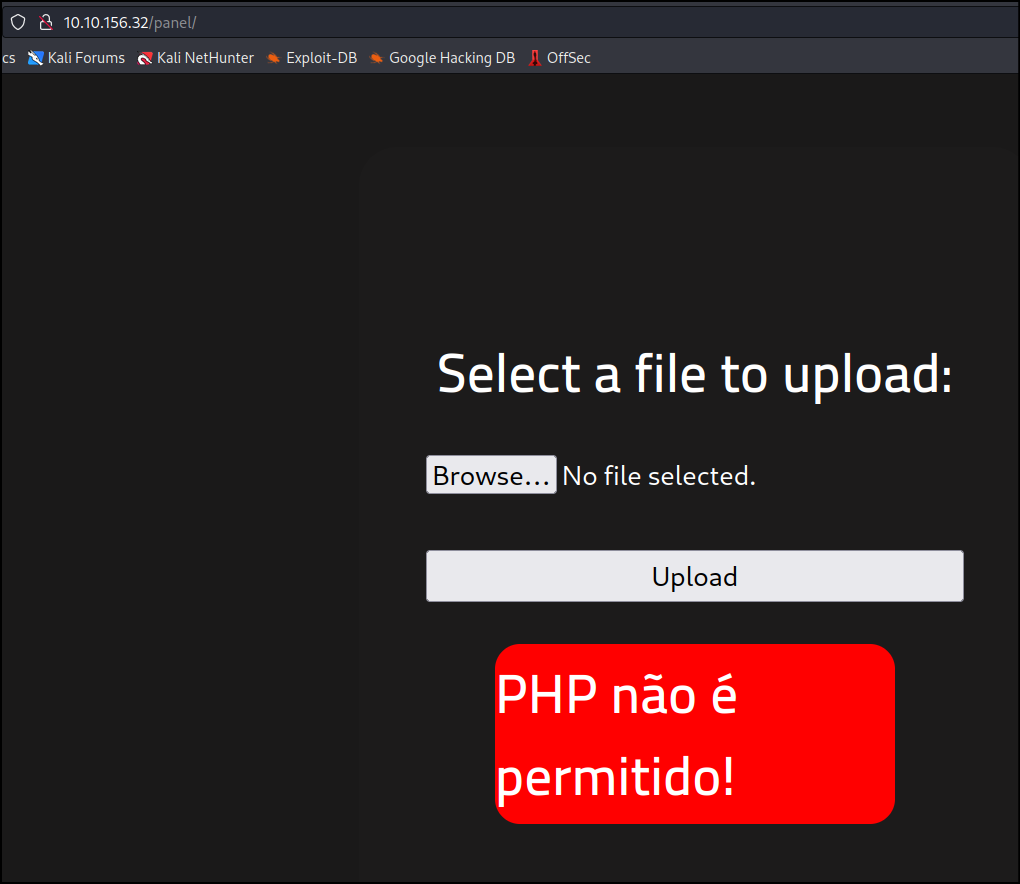 10.10.156.32/panel/
cs Kali Forums Kali NetHunter Exploit-DB Google Hacking DB OffSec
Select a file to upload:
Browse... No file selected.
Upload
PHP não é
permitido!